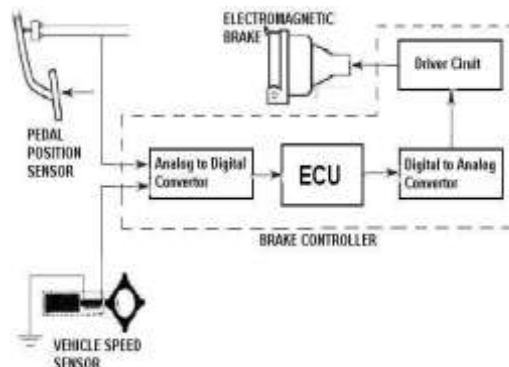 ELECTROMAGNETIC
BRAKE
Driver Ciruit
PEDAL
POSITION
SENSOR
Analog to Digital
Convertor
ECU
Digital to Analog
Convertor
BRAKE CONTROLLER
VEHICLE SPEED
SENSOR